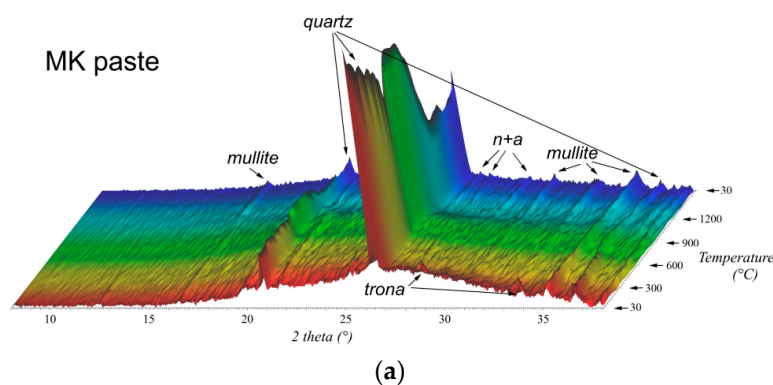 quartz
MK paste
mullite
n+a
mullite
30
1200
900
Temperature
(°C)
600
300
30
trona
10 15 20 25 30 35
2 theta (°)
(a)